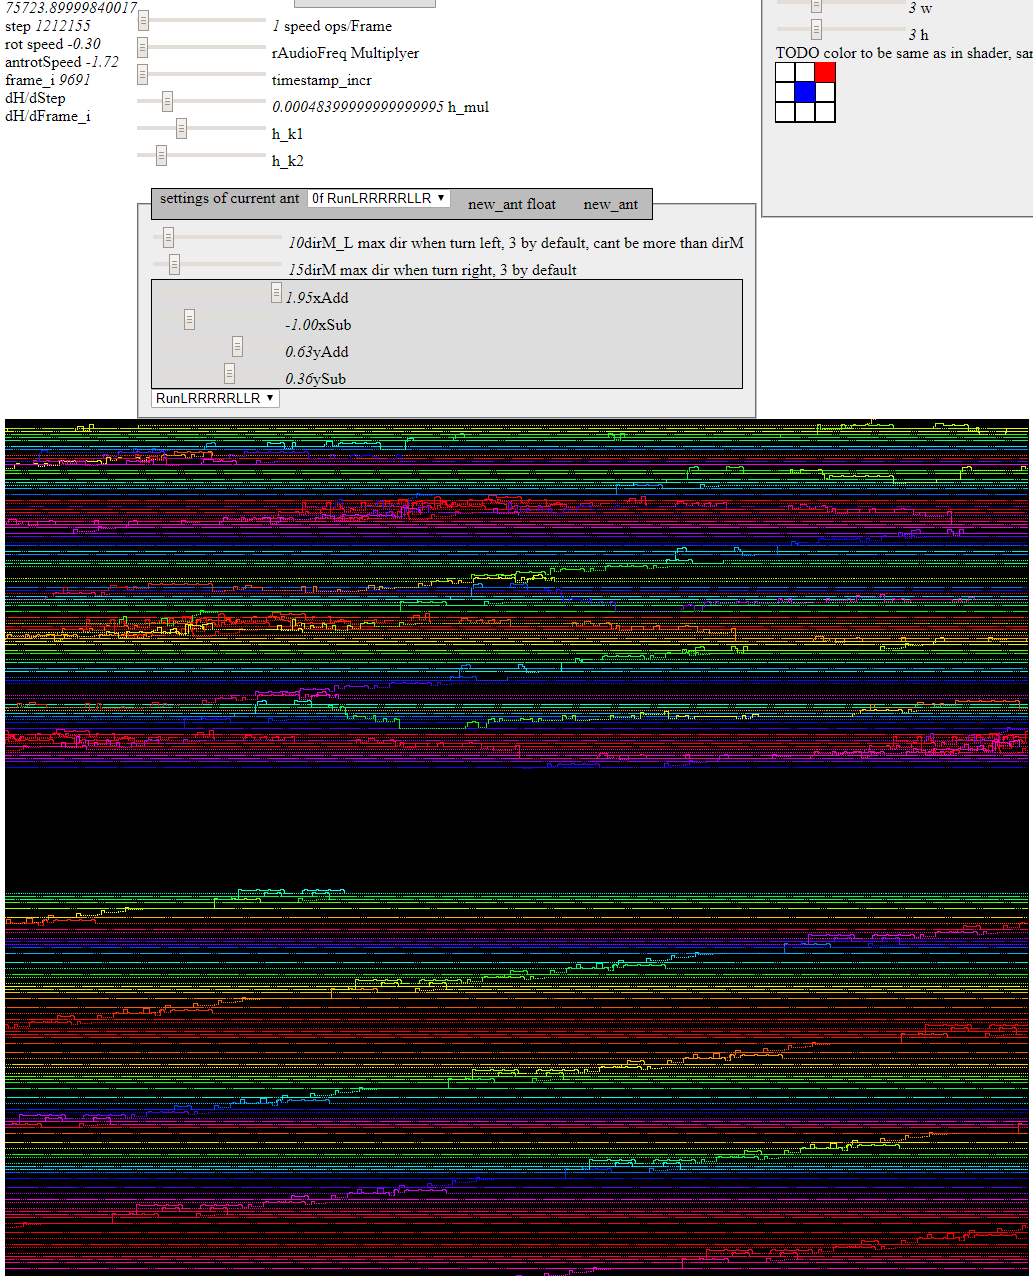 75723.89999840017
step 1212155
rot speed -0.30
antrotSpeed -1.72
frame_i 9691
dH/dStep
dH/dFrame_i
1 speed ops/Frame
rAudioFreq Multiplyer
timestamp_incr
0.00048399999999999995 h_mul
h_k1
h_k2
3 w
3 h
TODO color to be same as in shader, sar
settings of current ant 0f RunLRRRRRLLR new_ant float new_ant
10dirM_L max dir when turn left, 3 by default, cant be more than dirM
15dirM max dir when turn right, 3 by default
1.95xAdd
-1.00xSub
0.63yAdd
0.36ySub
RunLRRRRRLLR